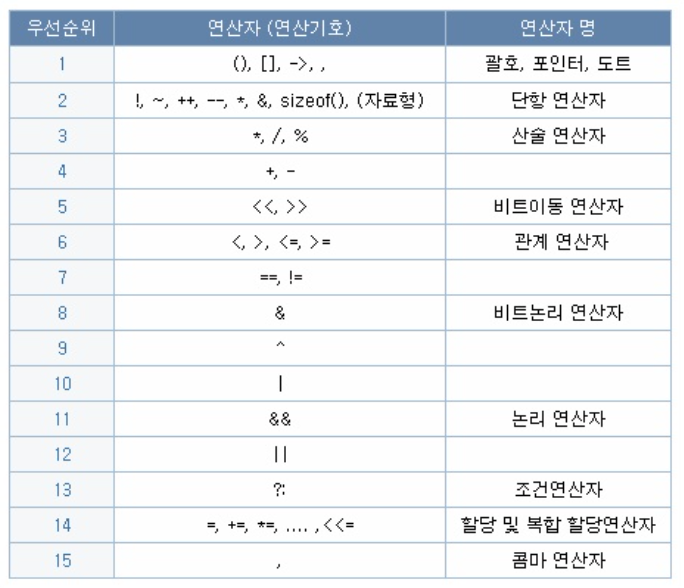 우선순위 연산자 (연산기호) 연산자 명
1 (), [], ->, , 괄호, 포인터, 도트
2 !, ~, ++, --, *, &, sizeof(), (자료형) 단항 연산자
3 *, /, % 산술 연산자
4 +, -
5 <<, >> 비트이동 연산자
6 <, >, <=, >= 관계 연산자
7 ==, !=
8 & 비트논리 연산자
9 ^
10 |
11 && 논리 연산자
12 ||
13 ?: 조건연산자
14 =, +=, *=, .... ,<<= 할당 및 복합 할당연산자
15 , 콤마 연산자